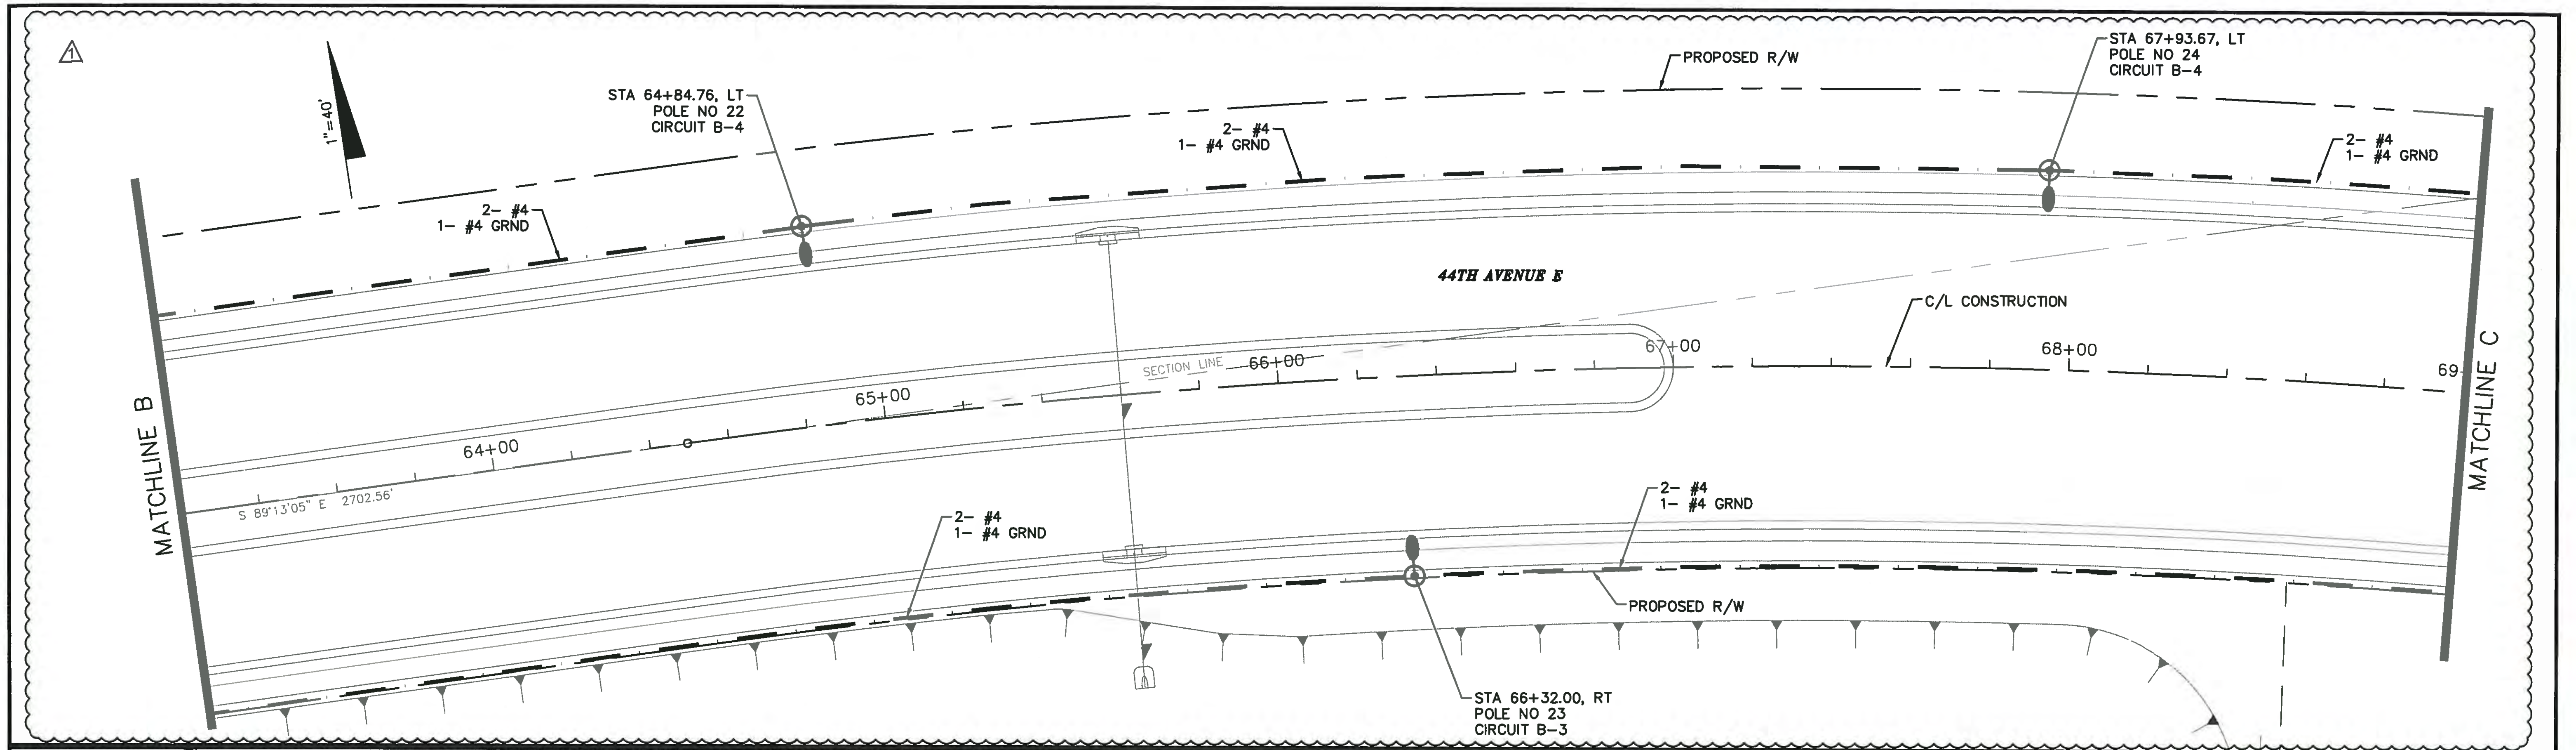 1
1"=40'
STA 64+84.76, LT
POLE NO 22
CIRCUIT B-4
PROPOSED R/W
STA 67+93.67, LT
POLE NO 24
CIRCUIT B-4
2- #4
1- #4 GRND
2- #4
1- #4 GRND
2- #4
1- #4 GRND
44TH AVENUE E
C/L CONSTRUCTION
MATCHLINE B
64+00
65+00
SECTION LINE
66+00
67+00
68+00
69
MATCHLINE C
S 89°13'05" E 2702.56'
2- #4
1- #4 GRND
2- #4
1- #4 GRND
PROPOSED R/W
STA 66+32.00, RT
POLE NO 23
CIRCUIT B-3